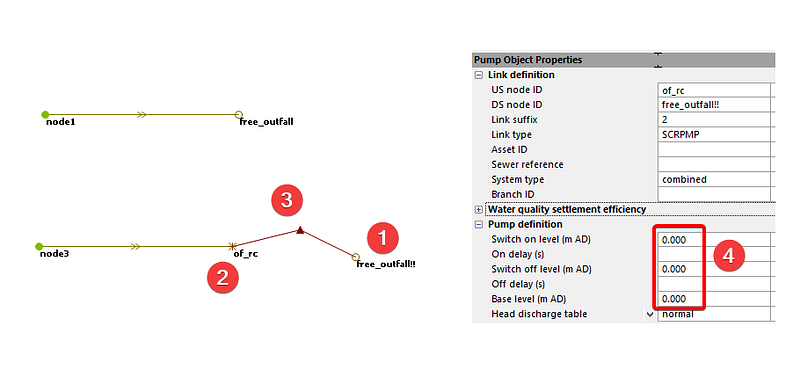 node1
free_outfall
3
1
node3
of_rc
free_outfall!!
2
Pump Object Properties
Link definition
US node ID of_rc
DS node ID free_outfall!!
Link suffix 2
Link type SCRPMP
Asset ID
Sewer reference
System type combined
Branch ID
Water quality settlement efficiency
Pump definition
Switch on level (m AD) 0.000
On delay (s)
Switch off level (m AD) 0.000
Off delay (s)
Base level (m AD) 0.000
Head discharge table normal
4